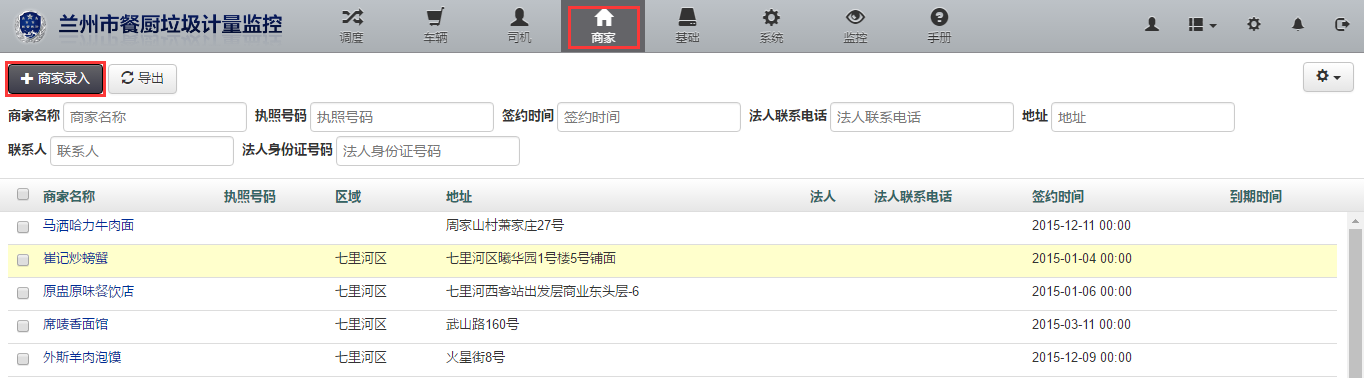 兰州市餐厨垃圾计量监控 调度 车辆 司机 商家 基础 系统 监控 手册
商家录入 导出
商家名称 商家名称 执照号码 执照号码 签约时间 签约时间 法人联系电话 法人联系电话 地址 地址
联系人 联系人 法人身份证号码 法人身份证号码
商家名称 执照号码 区域 地址 法人 法人联系电话 签约时间 到期时间
马洒哈力牛肉面 周家山村萧家庄27号 2015-12-11 00:00
崔记炒螃蟹 七里河区 七里河区曦华园1号楼5号铺面 2015-01-04 00:00
原盅原味餐饮店 七里河区 七里河西客站出发层商业东头层-6 2015-01-06 00:00
席唛香面馆 七里河区 武山路160号 2015-03-11 00:00
外斯羊肉泡馍 七里河区 火星街8号 2015-12-09 00:00